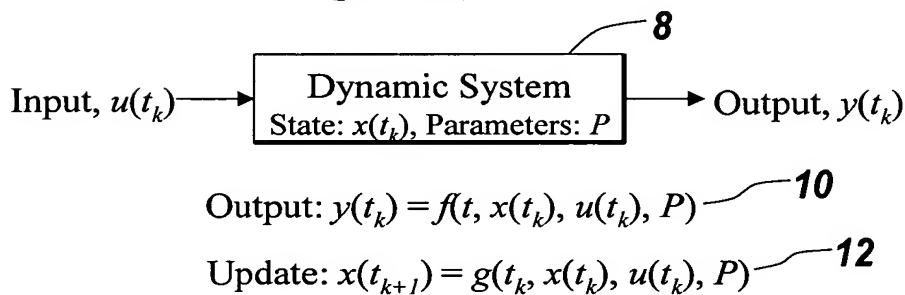 8
Dynamic System
Input, u(t_k)
State: x(t_k), Parameters: P
Output, y(t_k)
10
Output: y(t_k) = f(t, x(t_k), u(t_k), P)
12
Update: x(t_{k+1}) = g(t_k, x(t_k), u(t_k), P)